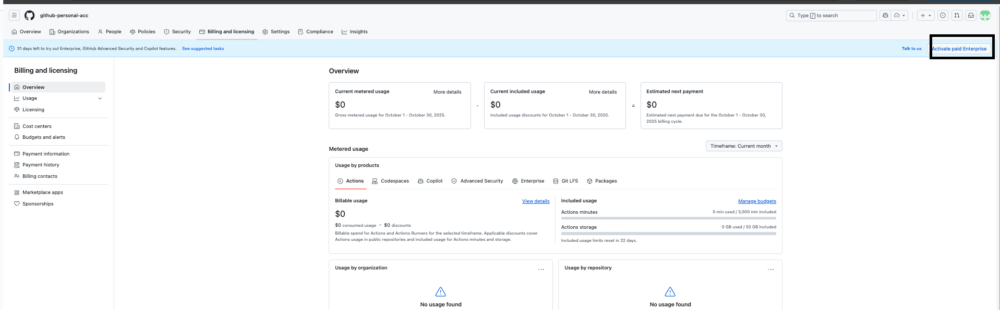 github-personal-acc
Type / to search
Overview Organizations People Policies Security Billing and licensing Settings Compliance Insights
31 days left to try out Enterprise, GitHub Advanced Security and Copilot features. See suggested tasks Talk to us Activate paid Enterprise
Billing and licensing
Overview
Usage
Licensing
Cost centers
Budgets and alerts
Payment information
Payment history
Billing contacts
Marketplace apps
Sponsorships
Overview
Current metered usage More details
$0
Gross metered usage for October 1 - October 30, 2025.
-
Current included usage More details
$0
Included usage discounts for October 1 - October 30, 2025.
=
Estimated next payment
$0
Estimated next payment due for the October 1 - October 30,
2025 billing cycle.
Metered usage
Timeframe: Current month
Usage by products
Actions Codespaces Copilot Advanced Security Enterprise Git LFS Packages
Billable usage View details
$0
$0 consumed usage - $0 discounts
Billable spend for Actions and Actions Runners for the selected timeframe. Applicable discounts cover
Actions usage in public repositories and included usage for Actions minutes and storage.
Included usage Manage budgets
Actions minutes 0 min used / 3,000 min included
Actions storage 0 GB used / 50 GB included
Included usage limits reset in 22 days.
Usage by organization ...
No usage found
Usage by repository ...
No usage found